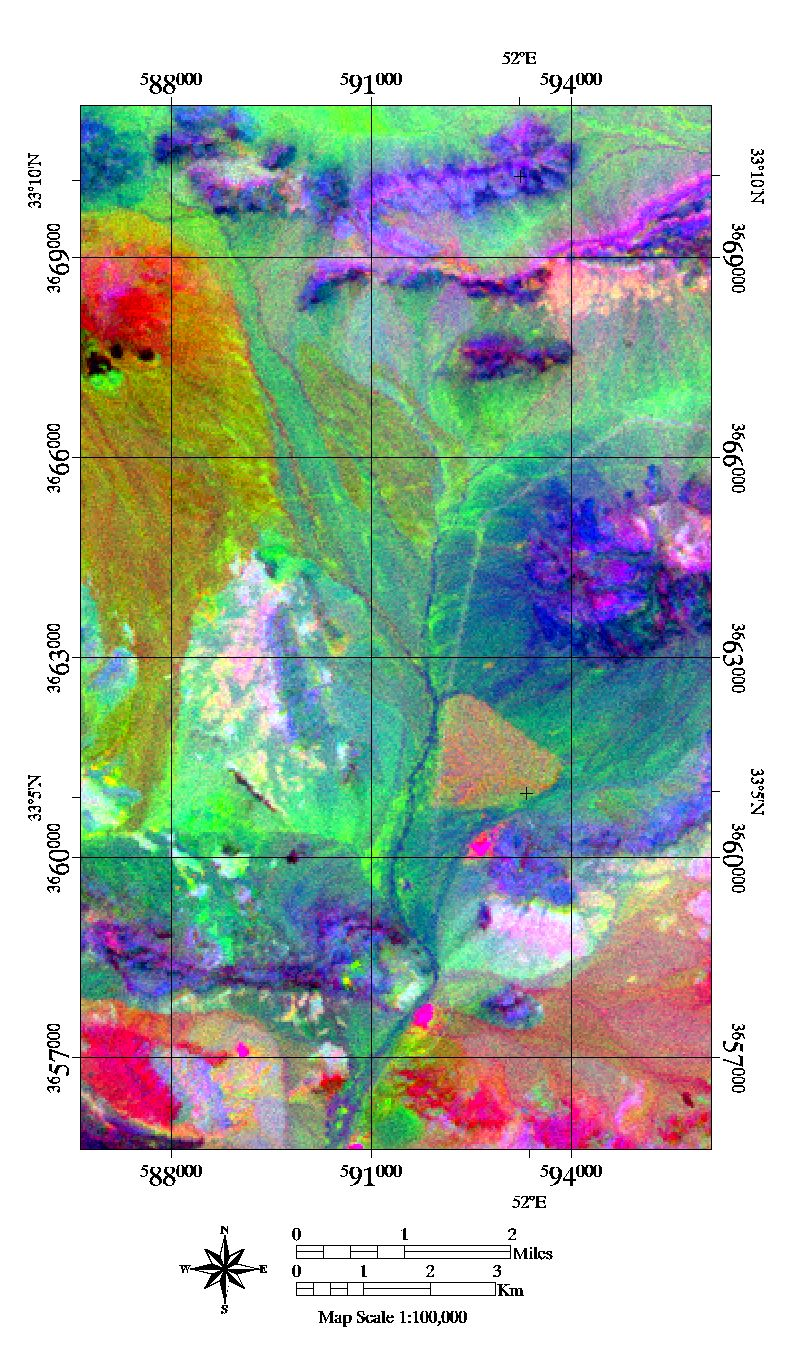 52°E
588000 591000 594000
33°10'N 33°10'N
3669000 3669000
3666000 3666000
3663000 3663000
33°5'N 33°5'N
3660000 3660000
3657000 3657000
588000 591000 594000
52°E
N
W E
S
0 1 2
Miles
0 1 2 3
Km
Map Scale 1:100,000